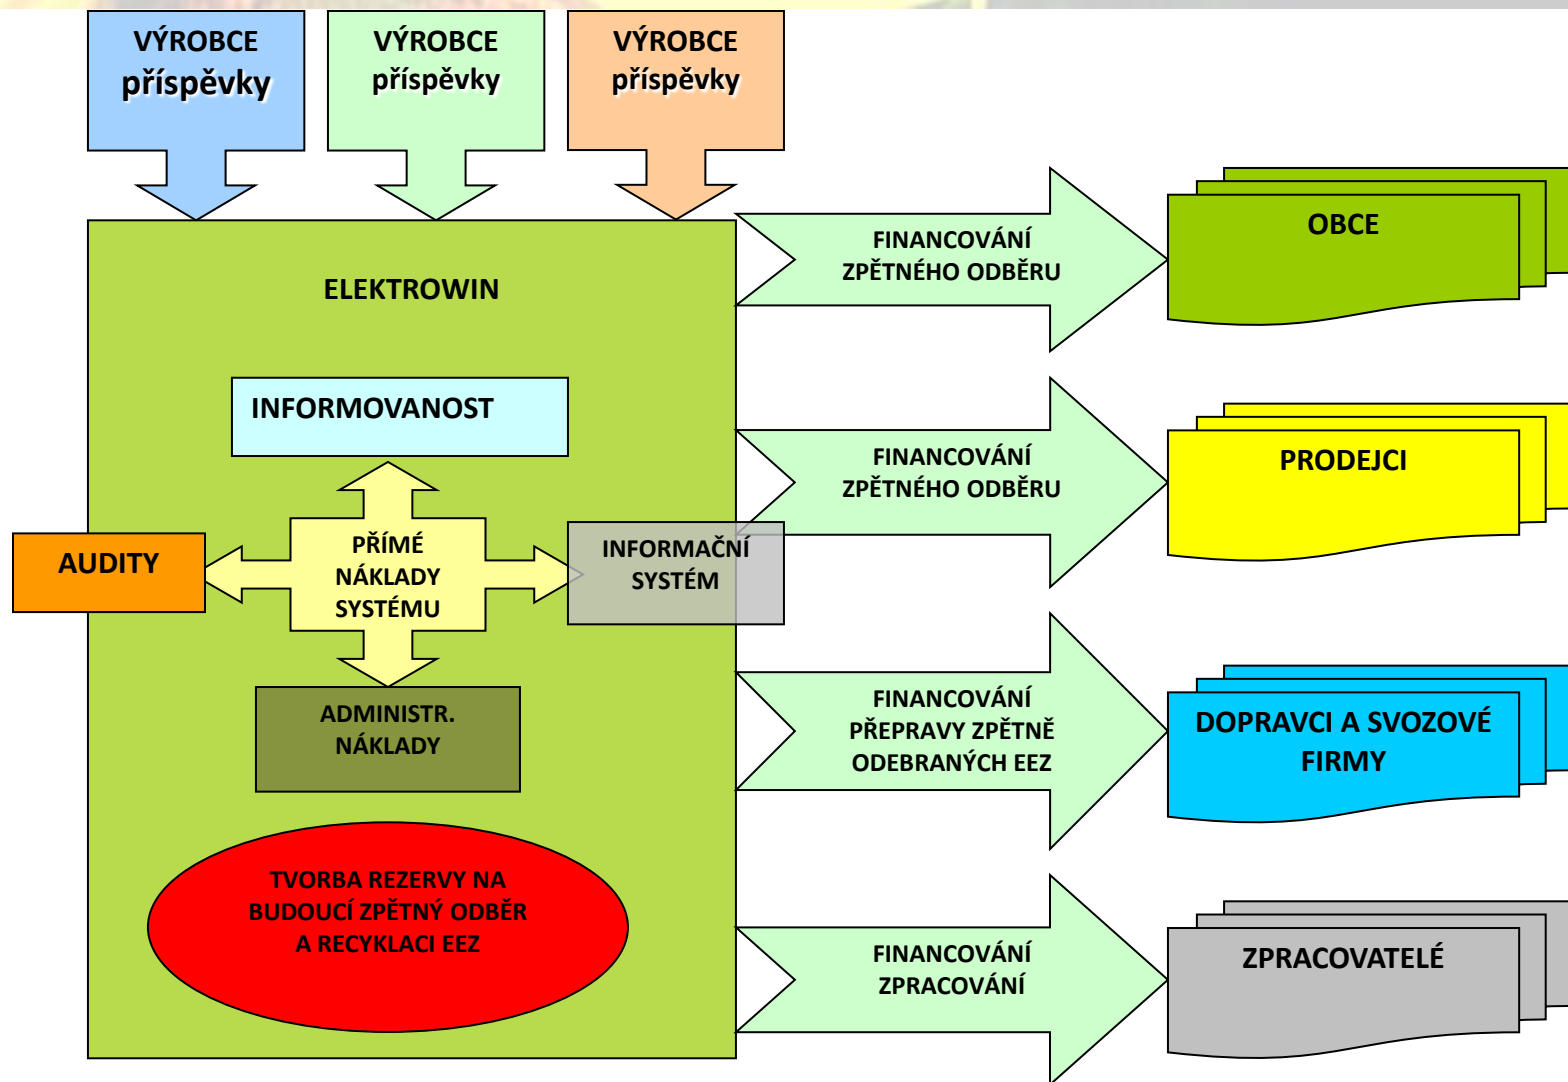 VÝROBCE
příspěvky
VÝROBCE
příspěvky
VÝROBCE
příspěvky
ELEKTROWIN
INFORMOVANOST
AUDITY
PŘÍMÉ
NÁKLADY
SYSTÉMU
INFORMAČNÍ
SYSTÉM
ADMINISTR.
NÁKLADY
TVORBA REZERVY NA
BUDOUCÍ ZPĚTNÝ ODBĚR
A RECYKLACI EEZ
FINANCOVÁNÍ
ZPĚTNÉHO ODBĚRU
OBCE
FINANCOVÁNÍ
ZPĚTNÉHO ODBĚRU
PRODEJCI
FINANCOVÁNÍ
PŘEPRAVY ZPĚTNĚ
ODEBRANÝCH EEZ
DOPRAVCI A SVOZOVÉ
FIRMY
FINANCOVÁNÍ
ZPRACOVÁNÍ
ZPRACOVATELÉ